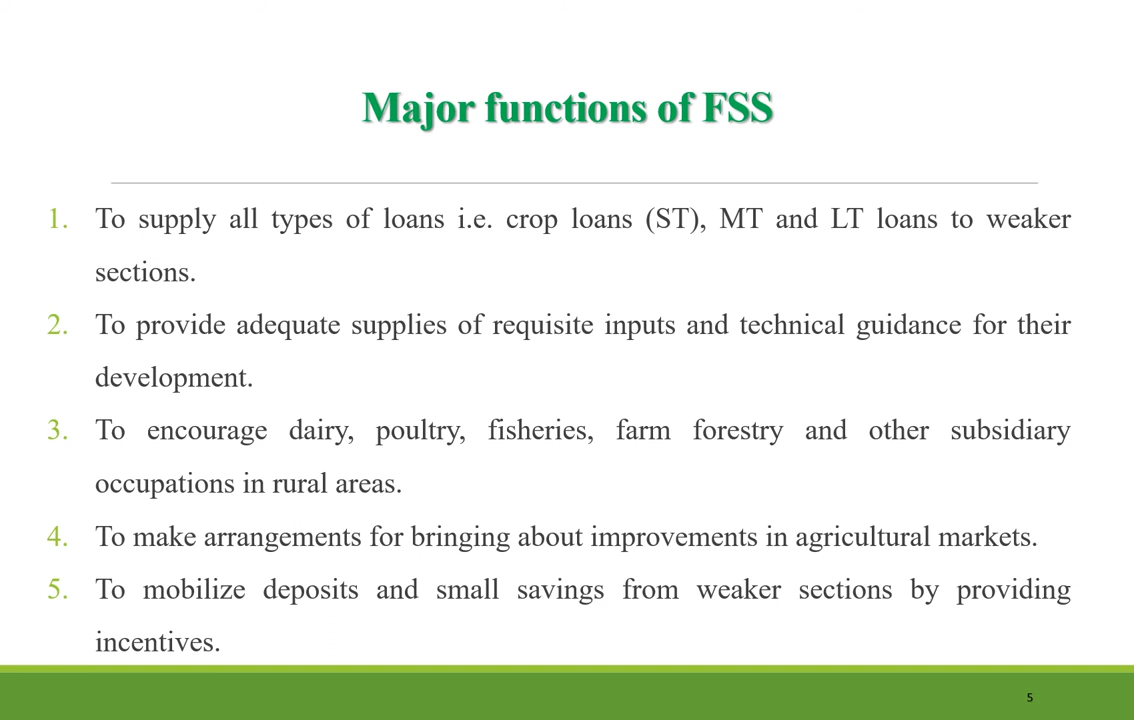 Major functions of FSS
1. To supply all types of loans i.e. crop loans (ST), MT and LT loans to weaker
sections.
2. To provide adequate supplies of requisite inputs and technical guidance for their
development.
3. To encourage dairy, poultry, fisheries, farm forestry and other subsidiary
occupations in rural areas.
4. To make arrangements for bringing about improvements in agricultural markets.
5. To mobilize deposits and small savings from weaker sections by providing
incentives.
5